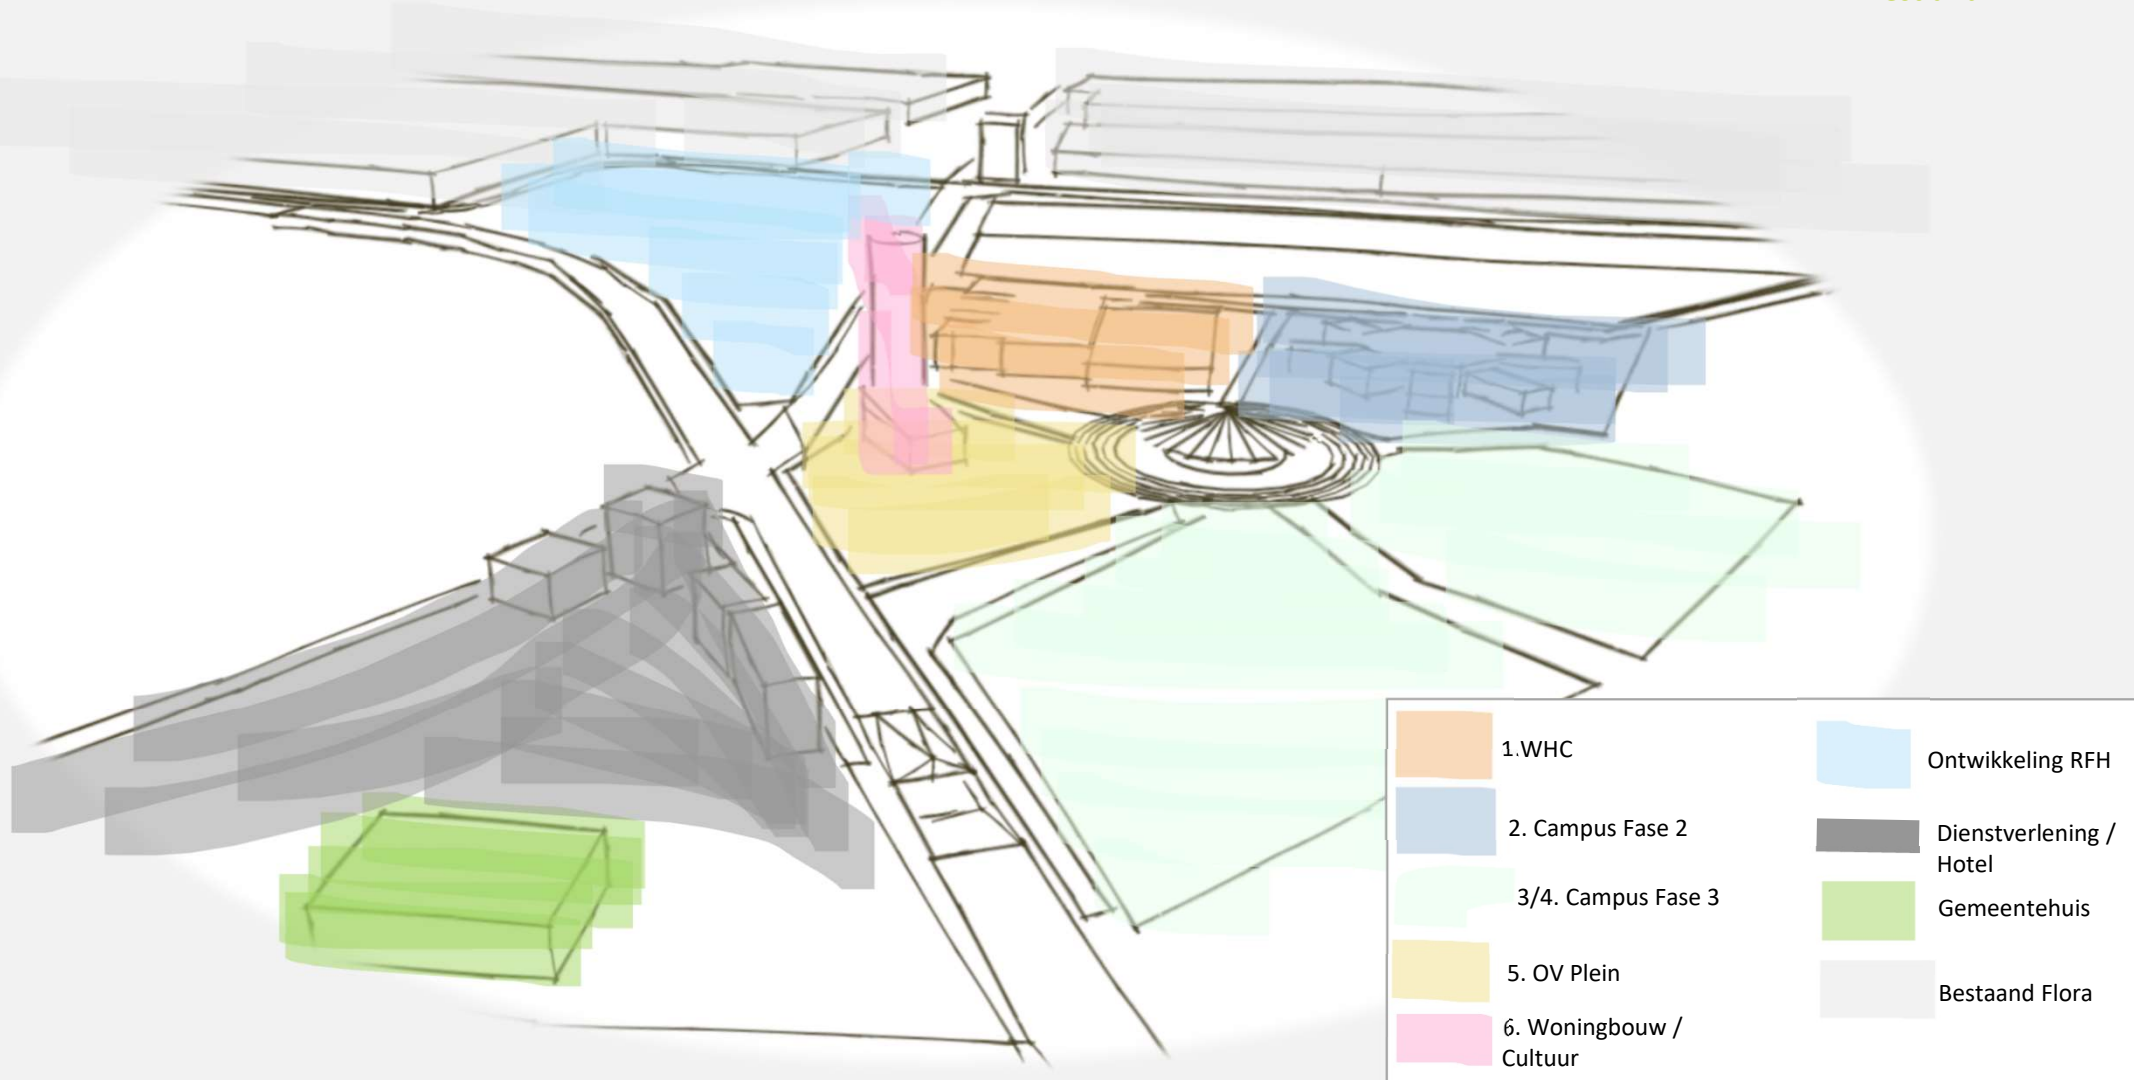 1.WHC
2. Campus Fase 2
3/4. Campus Fase 3
5. OV Plein
6. Woningbouw /
Cultuur
Ontwikkeling RFH
Dienstverlening /
Hotel
Gemeentehuis
Bestaand Flora